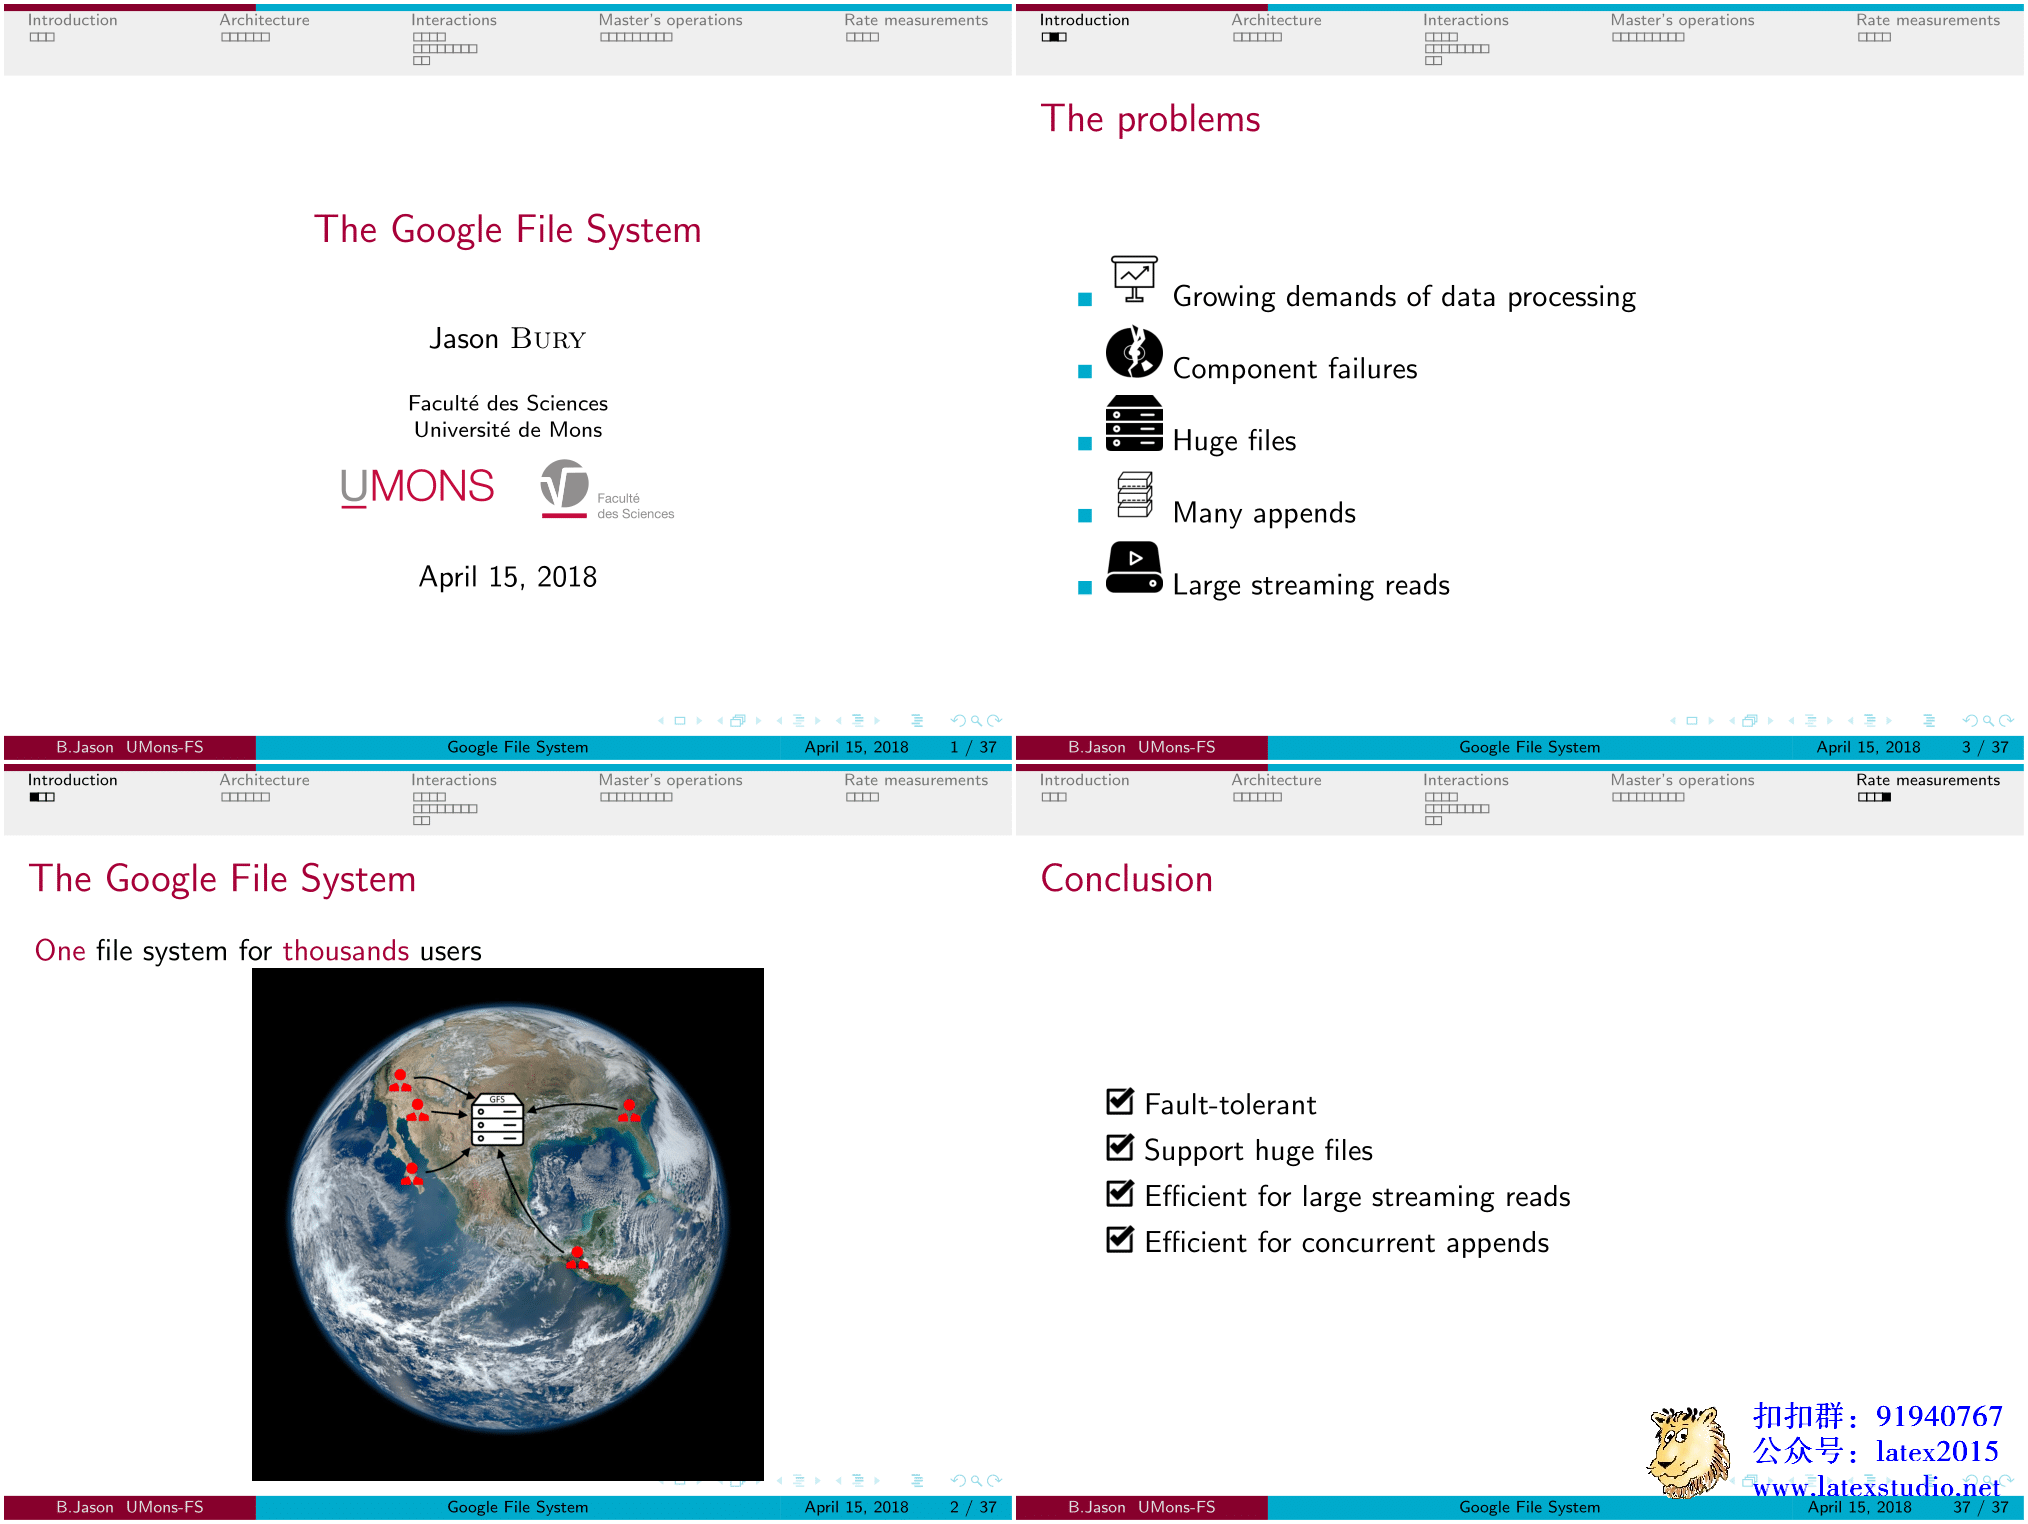 Introduction
Architecture
Interactions
Master's operations
Rate measurements
The Google File System
Jason BURY
Faculté des Sciences
Université de Mons
UMONS
Faculté
des Sciences
April 15, 2018
B.Jason UMons-FS
Google File System
April 15, 2018
1 / 37
Introduction
Architecture
Interactions
Master's operations
Rate measurements
The problems
Growing demands of data processing
Component failures
Huge files
Many appends
Large streaming reads
B.Jason UMons-FS
Google File System
April 15, 2018
3 / 37
Introduction
Architecture
Interactions
Master's operations
Rate measurements
The Google File System
One file system for thousands users
GFS
B.Jason UMons-FS
Google File System
April 15, 2018
2 / 37
Introduction
Architecture
Interactions
Master's operations
Rate measurements
Conclusion
Fault-tolerant
Support huge files
Efficient for large streaming reads
Efficient for concurrent appends
扣扣群：91940767
公众号：latex2015
www.latexstudio.net
B.Jason UMons-FS
Google File System
April 15, 2018
37 / 37